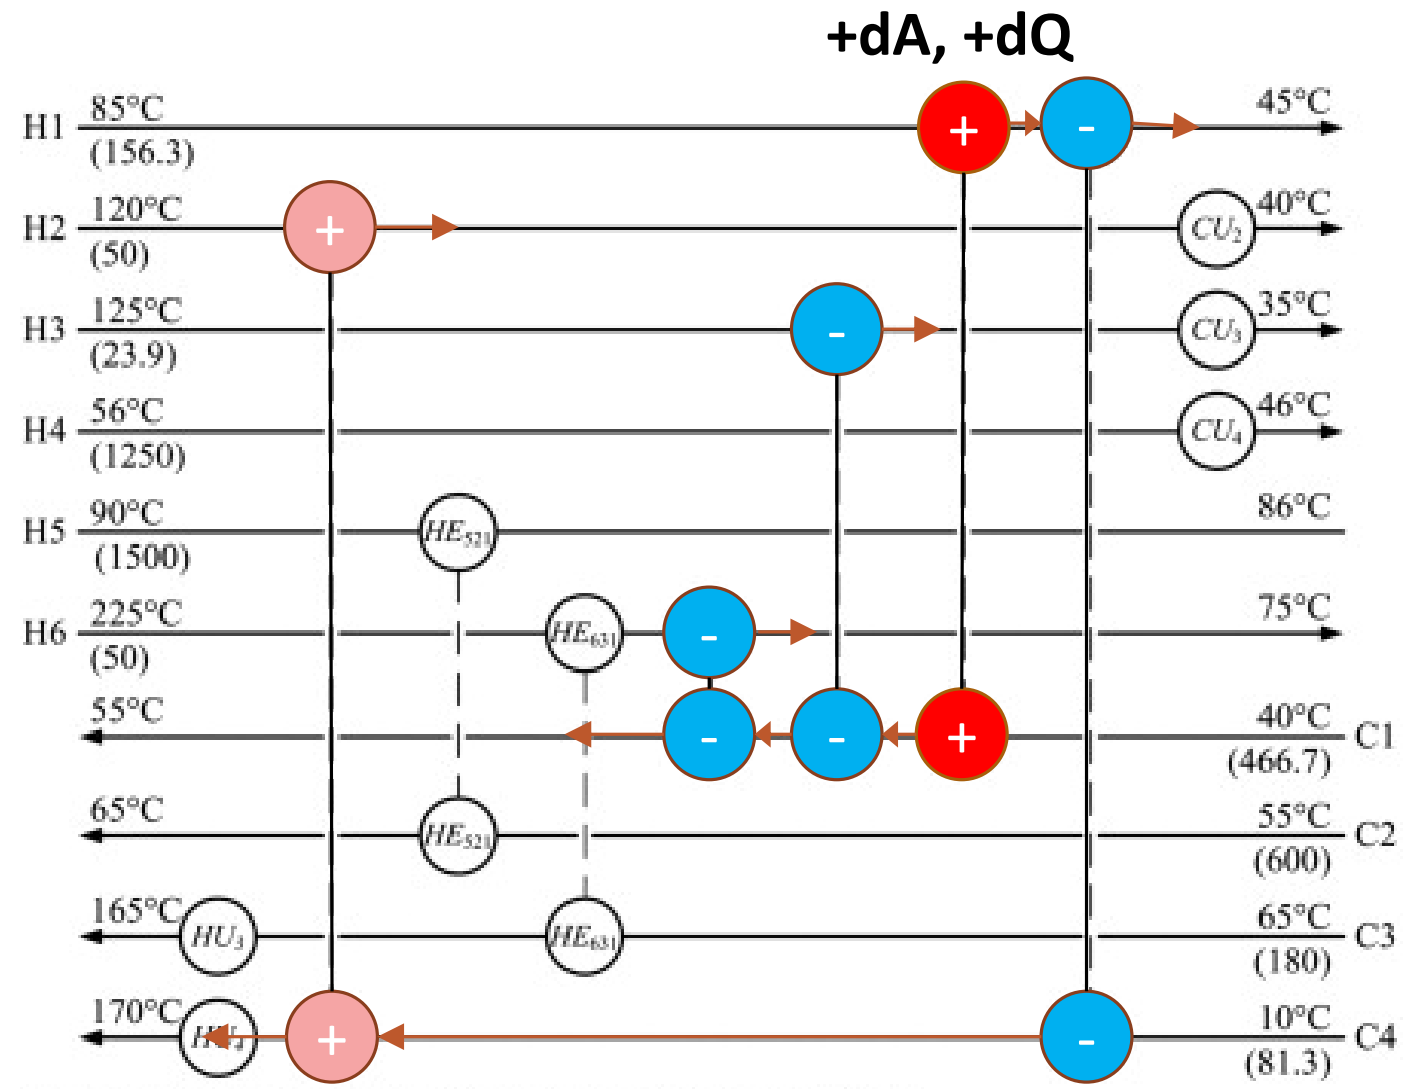 +dA, +dQ
H1 85°C + - 45°C
(156.3)
H2 120°C + CU2 40°C
(50)
H3 125°C - CU3 35°C
(23.9)
H4 56°C CU4 46°C
(1250)
H5 90°C HE521 86°C
(1500)
H6 225°C HE631 - 75°C
(50)
55°C - - + 40°C C1
(466.7)
65°C HE521 55°C C2
(600)
165°C HU3 HE631 65°C C3
(180)
170°C + - 10°C C4
(81.3)